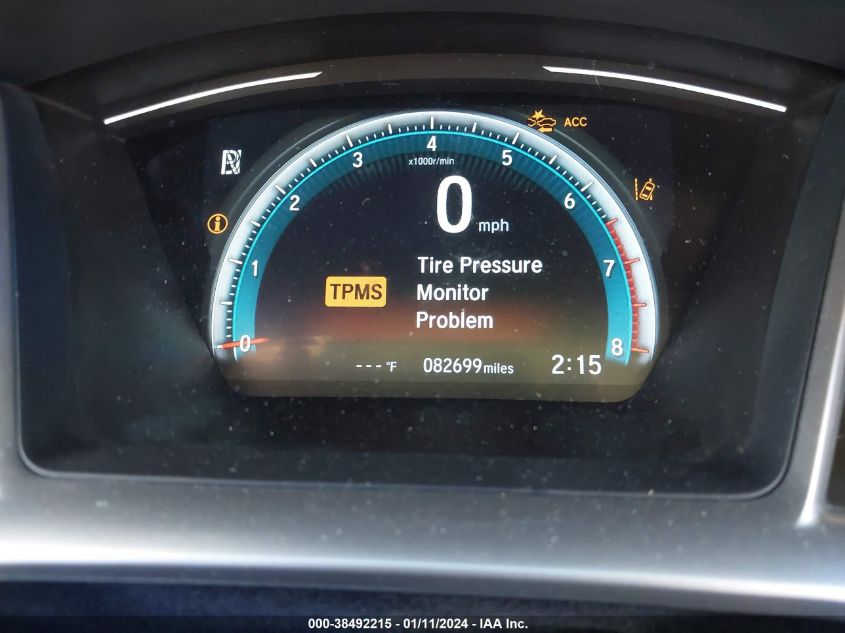 ACC
4
3
5
x1000r/min
2
6
0 mph
1
7
Tire Pressure
TPMS
Monitor
Problem
0
8
---°F
082699 miles
2:15
000-38492215 - 01/11/2024 - IAA Inc.